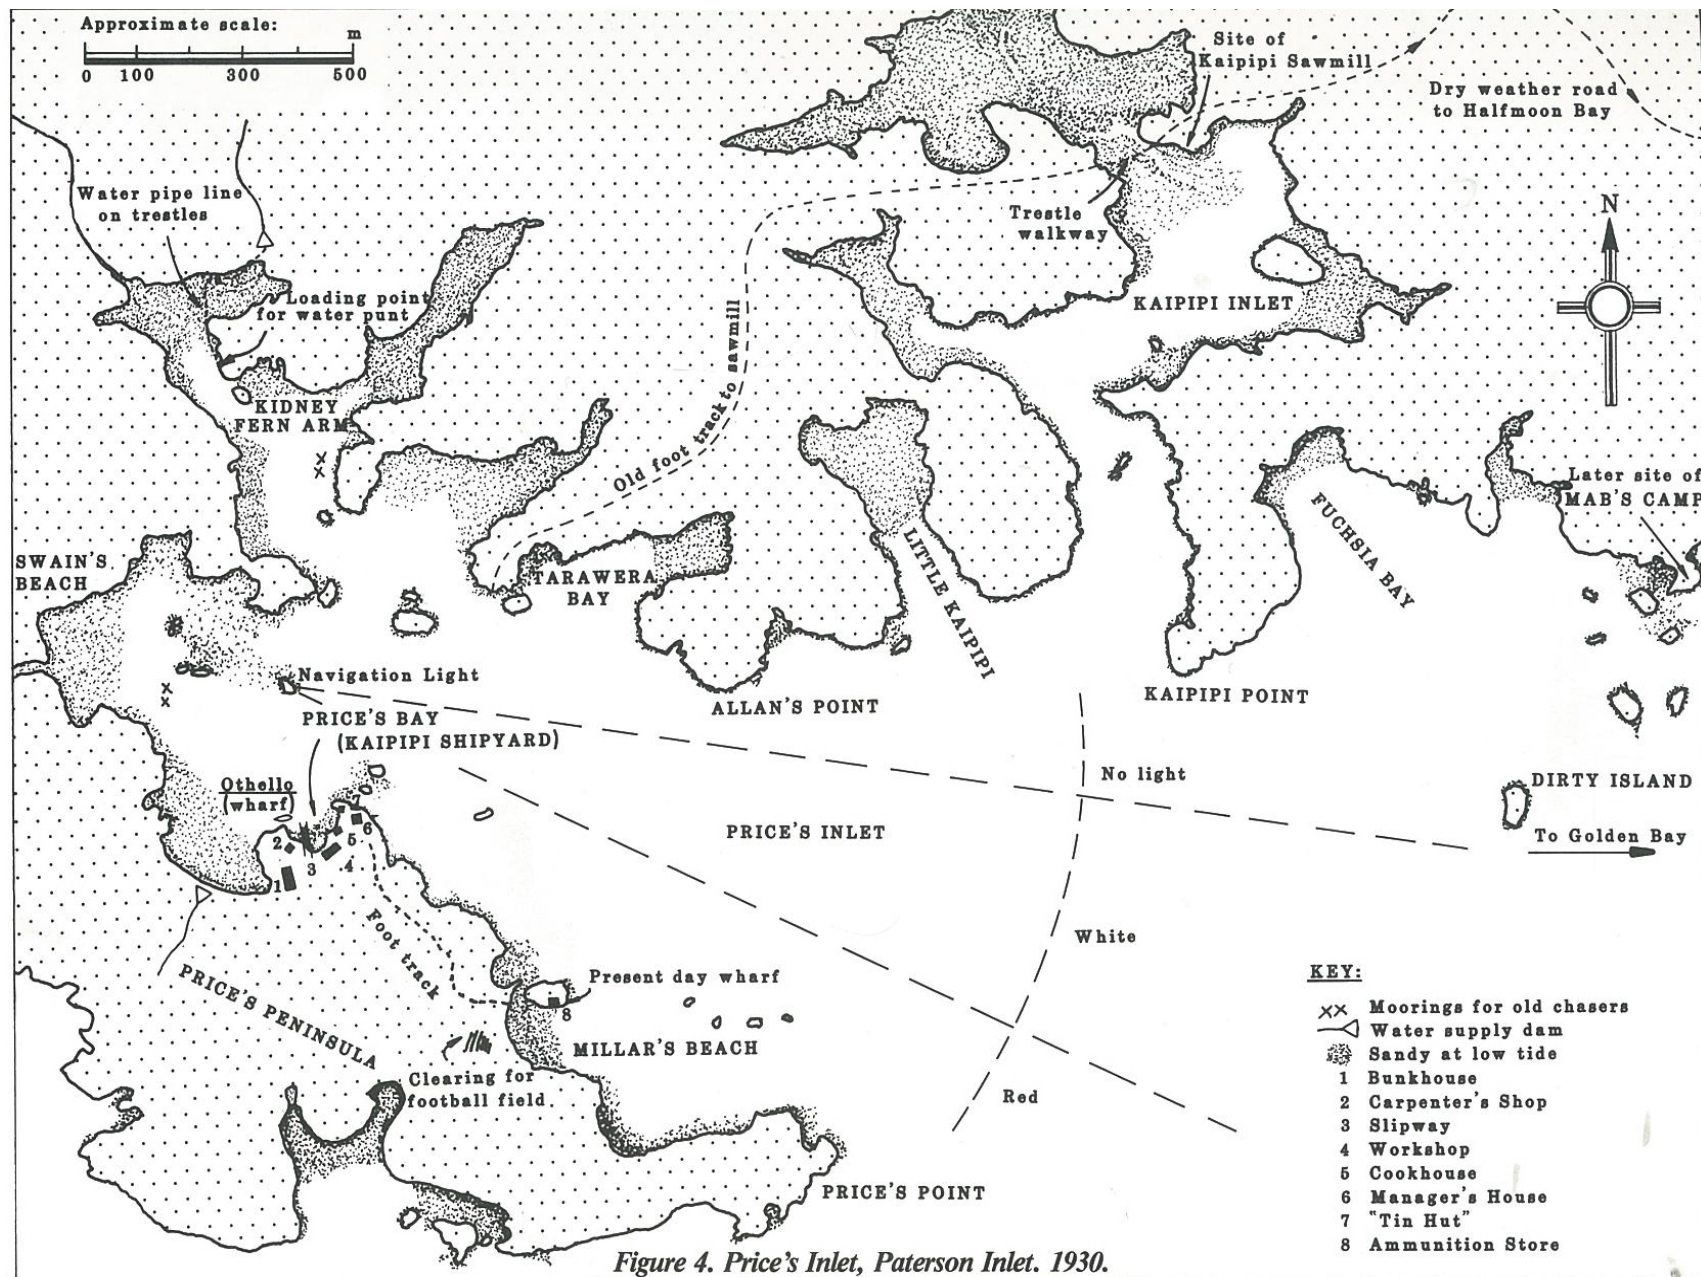 Approximate scale:
m
0 100 300 500
Site of
Kaipipi Sawmill
Dry weather road
to Halfmoon Bay
Water pipe line
on trestles
Trestle
walkway
N
Loading point
for water punt
KAIPIPI INLET
Old foot track to sawmill
KIDNEY
FERN ARM
Later site of
MAB'S CAMP
FUCHSIA BAY
SWAIN'S
BEACH
TARAWERA
BAY
LITTLE KAIPIPI
Navigation Light
KAIPIPI POINT
ALLAN'S POINT
PRICE'S BAY
(KAIPIPI SHIPYARD)
No light
DIRTY ISLAND
Othello
(wharf)
7
6
PRICE'S INLET
To Golden Bay
2
5
3
4
1
Foot track
White
PRICE'S PENINSULA
Present day wharf
8
MILLAR'S BEACH
Clearing for
football field
Red
PRICE'S POINT
KEY:
xx Moorings for old chasers
Water supply dam
Sandy at low tide
1 Bunkhouse
2 Carpenter's Shop
3 Slipway
4 Workshop
5 Cookhouse
6 Manager's House
7 "Tin Hut"
8 Ammunition Store
Figure 4. Price's Inlet, Paterson Inlet. 1930.